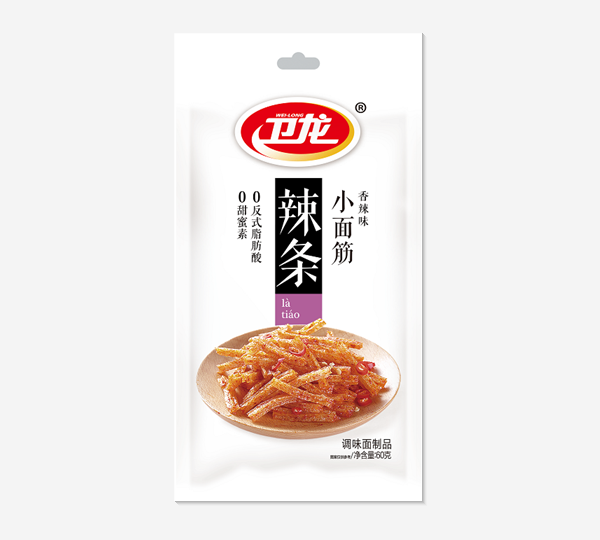 WEI-LONG
卫龙
®
香辣味
小面筋
辣条
là
tiáo
0反式脂肪酸
0甜蜜素
调味面制品
/净含量:60克